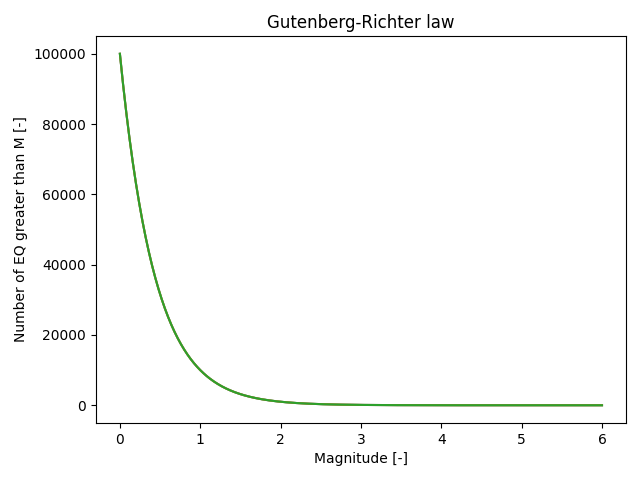 Gutenberg-Richter law
100000
80000
60000
40000
20000
0
Number of EQ greater than M [-]
0 1 2 3 4 5 6
Magnitude [-]